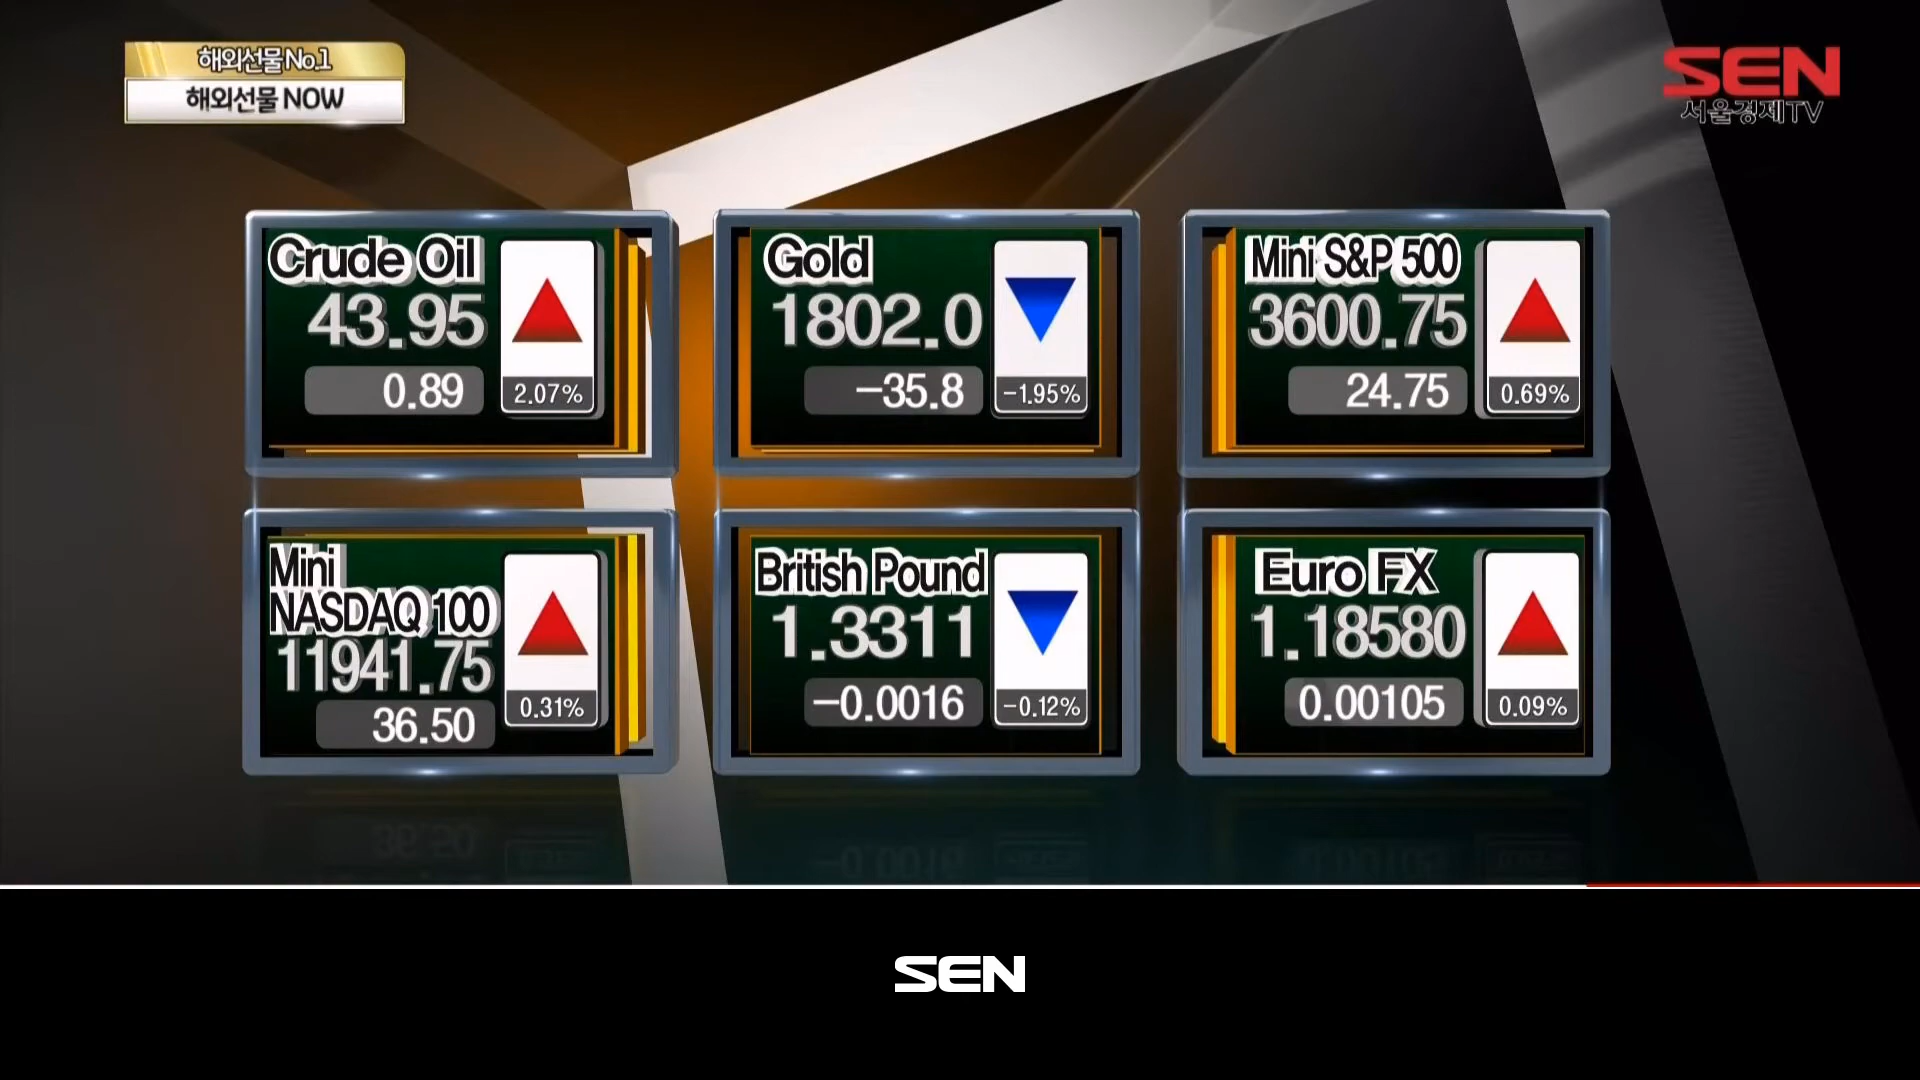 해외선물 No.1
해외선물 NOW
SEN
서울경제TV
Crude Oil
43.95
0.89
2.07%
Gold
1802.0
−35.8
−1.95%
Mini S&P 500
3600.75
24.75
0.69%
Mini
NASDAQ 100
11941.75
36.50
0.31%
British Pound
1.3311
−0.0016
−0.12%
Euro FX
1.18580
0.00105
0.09%
SEN